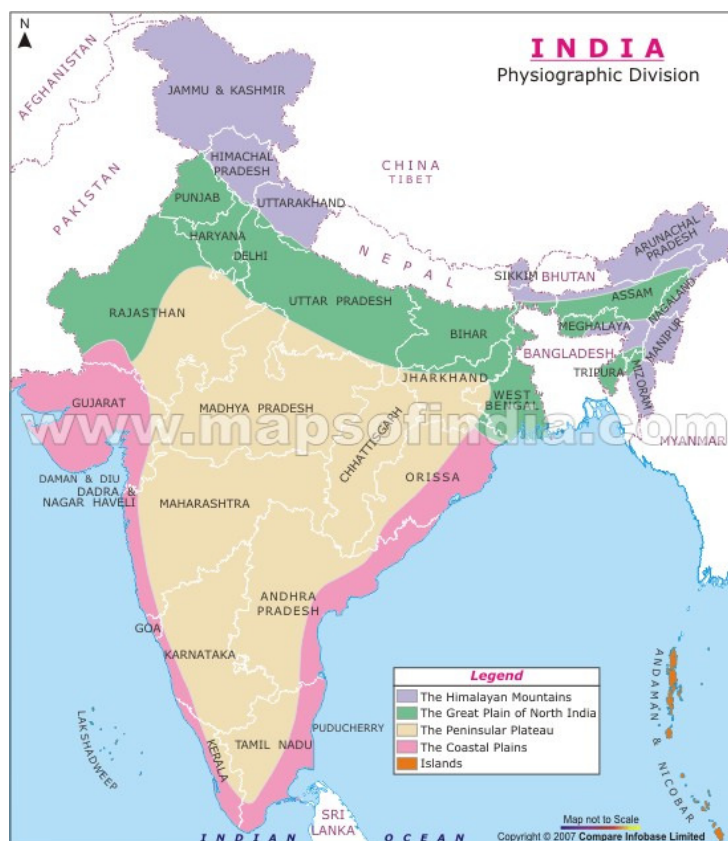 N
INDIA
Physiographic Division
AFGHANISTAN
PAKISTAN
JAMMU & KASHMIR
HIMACHAL
PRADESH
PUNJAB
UTTARAKHAND
HARYANA
DELHI
CHINA
TIBET
NEPAL
RAJASTHAN
UTTAR PRADESH
BIHAR
SIKKIM
BHUTAN
ARUNACHAL
PRADESH
ASSAM
NAGALAND
MEGHALAYA
MANIPUR
BANGLADESH
TRIPURA
MIZORAM
MYANMAR
GUJARAT
MADHYA PRADESH
JHARKHAND
WEST
BENGAL
CHHATTISGARH
www.mapsofindia.com
ORISSA
DAMAN & DIU
DADRA &
NAGAR HAVELI
MAHARASHTRA
ANDHRA
PRADESH
GOA
KARNATAKA
LAKSHADWEEP
KERALA
TAMIL NADU
PUDUCHERRY
SRI
LANKA
ANDAMAN & NICOBAR
Legend
The Himalayan Mountains
The Great Plain of North India
The Peninsular Plateau
The Coastal Plains
Islands
INDIAN OCEAN
Map not to Scale
Copyright © 2007 Compare Infobase Limited